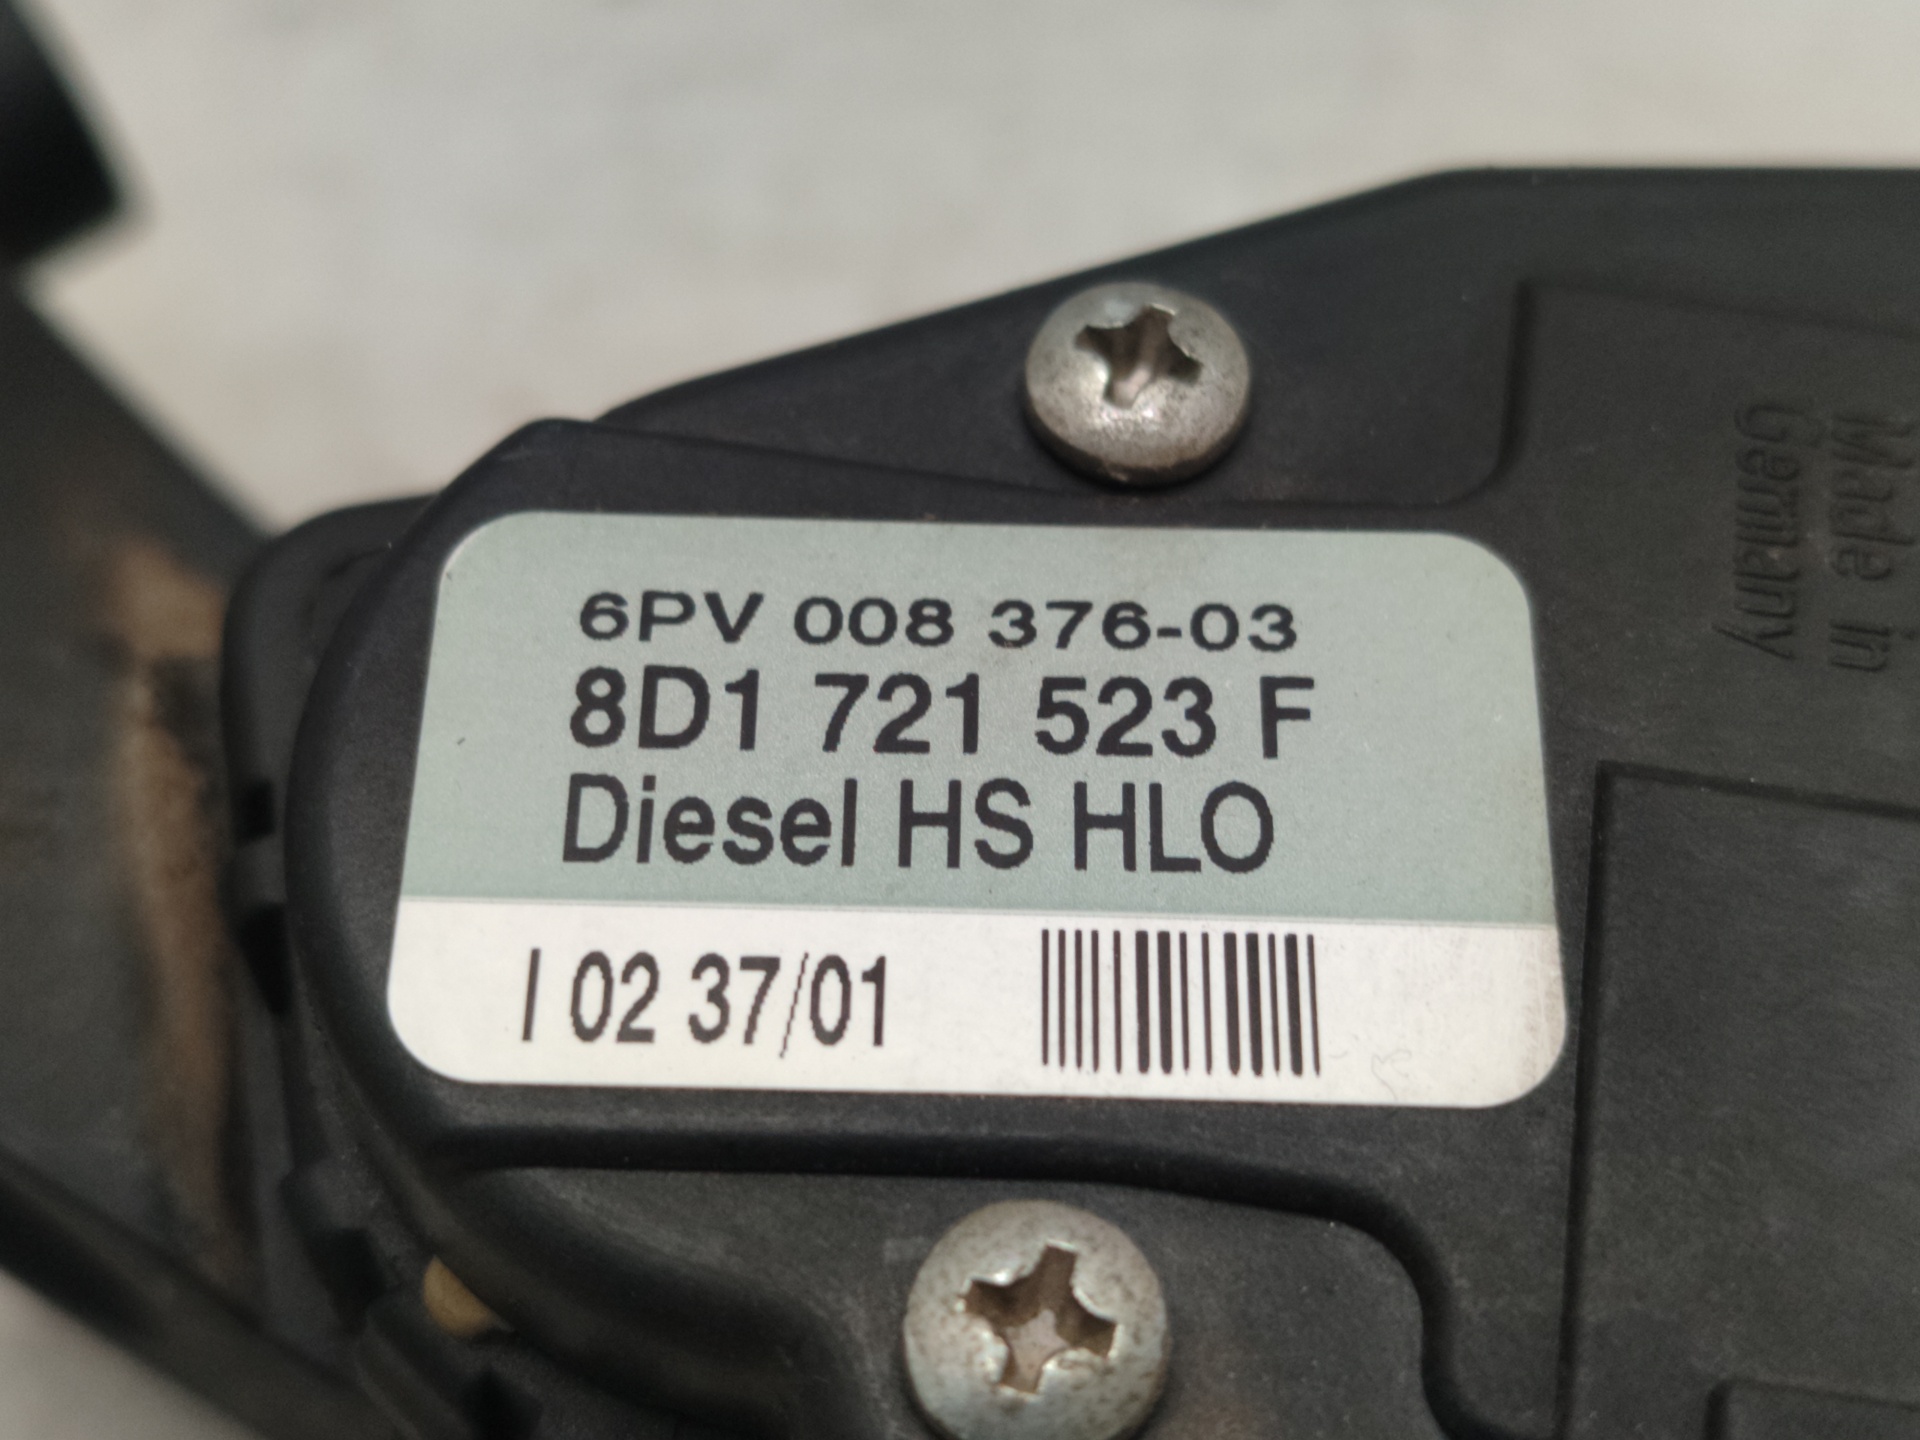 6PV 008 376-03
8D1 721 523 F
Diesel HS HLO
I 02 37/01
Made in
Germany